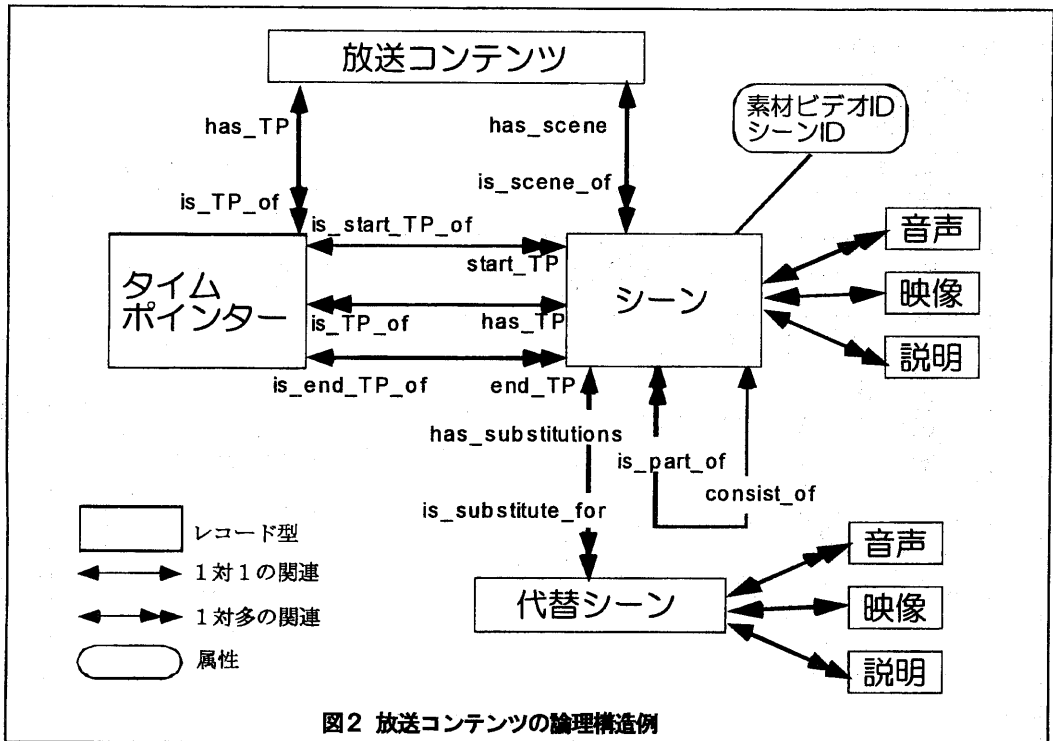 放送コンテンツ
has_TP
has_scene
素材ビデオID
シーンID
is_TP_of
is_scene_of
is_start_TP_of
start_TP
タイム
ポインター
シーン
音声
映像
説明
is_TP_of
has_TP
is_end_TP_of
end_TP
has_substitutions
is_part_of
consist_of
is_substitute_for
レコード型
1対1の関連
1対多の関連
属性
代替シーン
音声
映像
説明
図2 放送コンテンツの論理構造例